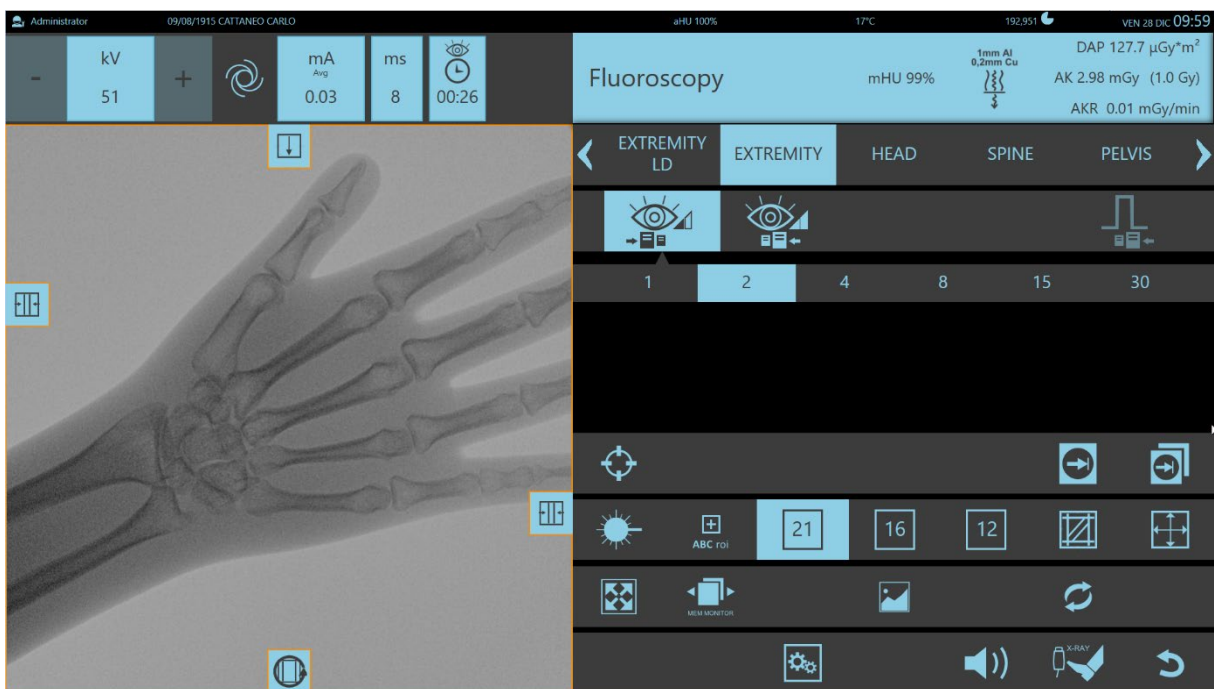 Administrator 09/08/1915 CATTANEO CARLO aHU 100% 17°C 192,951 VEN 28 DIC 09:59
- kV 51 + mA Avg 0.03 ms 8 00:26
Fluoroscopy mHU 99%
1mm Al
0,2mm Cu
DAP 127.7 µGy*m²
AK 2.98 mGy (1.0 Gy)
AKR 0.01 mGy/min
EXTREMITY LD EXTREMITY HEAD SPINE PELVIS
1 2 4 8 15 30
ABC roi 21 16 12
MEM MONITOR
X-RAY